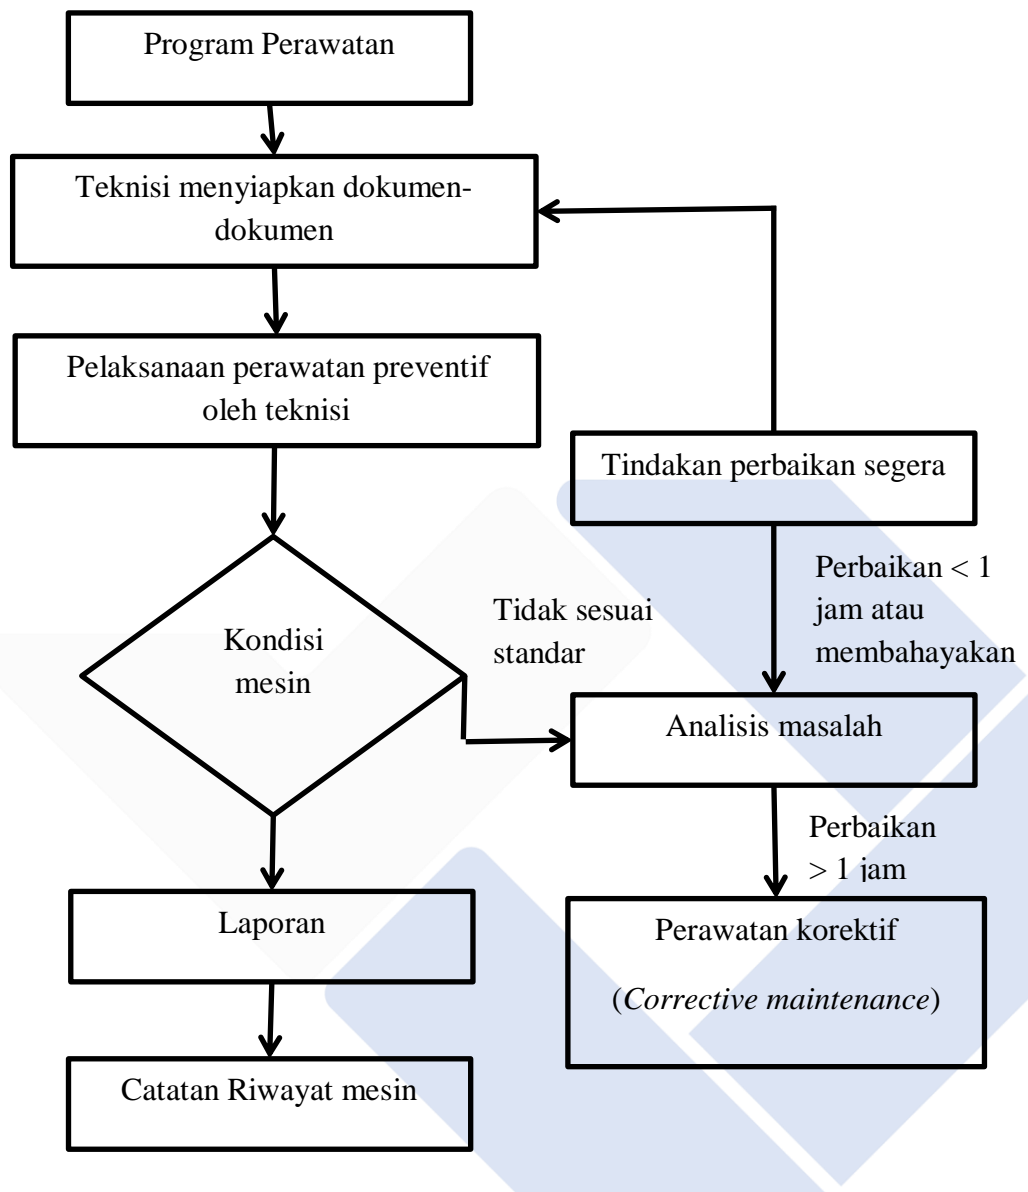 Program Perawatan
Teknisi menyiapkan dokumen-
dokumen
Pelaksanaan perawatan preventif
oleh teknisi
Tindakan perbaikan segera
Perbaikan < 1
jam atau
membahayakan
Kondisi
mesin
Tidak sesuai
standar
Analisis masalah
Perbaikan
> 1 jam
Laporan
Perawatan korektif
(Corrective maintenance)
Catatan Riwayat mesin